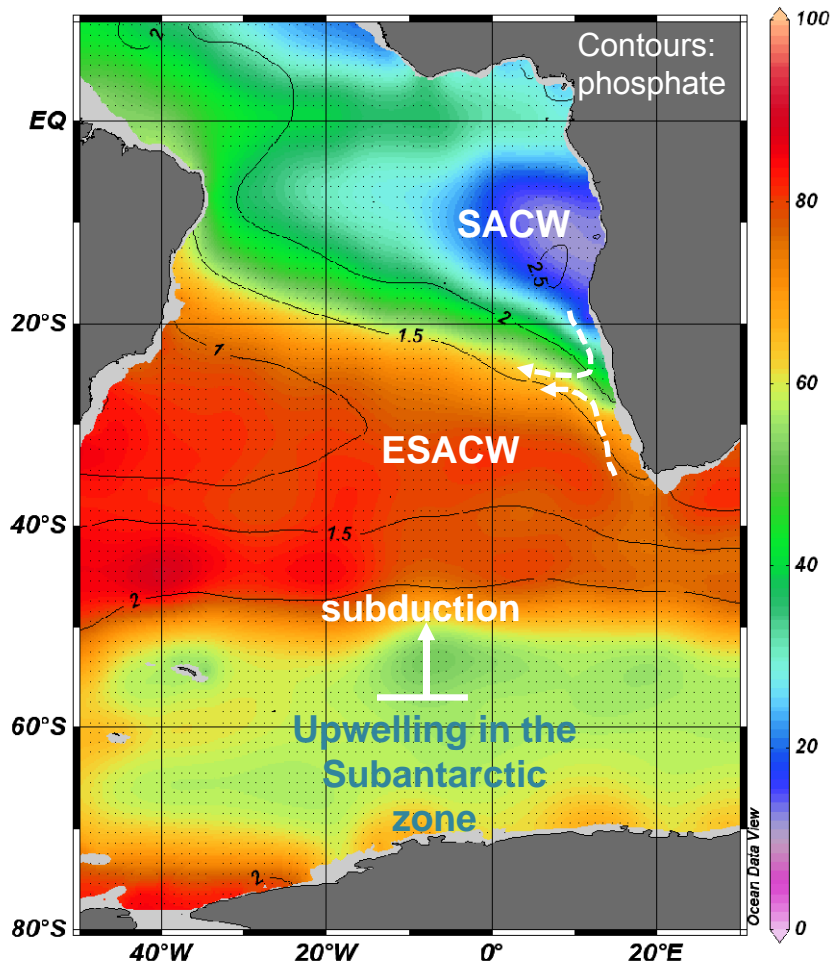 Contours:
phosphate
100
80
60
40
20
0
EQ
20°S
40°S
60°S
80°S
40°W
20°W
0°
20°E
2
SACW
2.5
2
1.5
1
ESACW
1.5
2
subduction
Upwelling in the
Subantarctic
zone
2
Ocean Data View